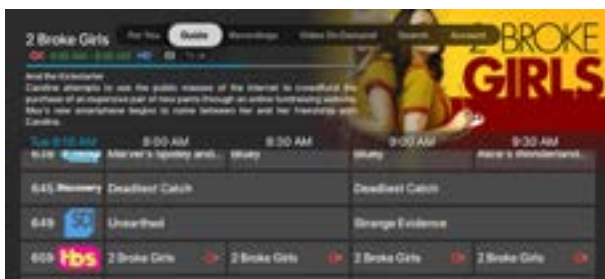 For You Guide Recordings Video On Demand Search Account
2 Broke Girls
2 BROKE
GIRLS
HD
And the Kickstarter
Caroline attempts to use the public masses of the internet to crowdfund the
purchase of an expensive pair of new pants through an online fundraising website.
Max's new smartphone begins to come between her and her friendship with
Caroline.
8:00 AM 8:30 AM 9:00 AM 9:30 AM
Marvel's Spidey and... Bluey Bluey Alice's Wonderland...
645 Discovery Deadliest Catch Deadliest Catch
649 SCI Unearthed Strange Evidence
659 tbs 2 Broke Girls 2 Broke Girls 2 Broke Girls 2 Broke Girls